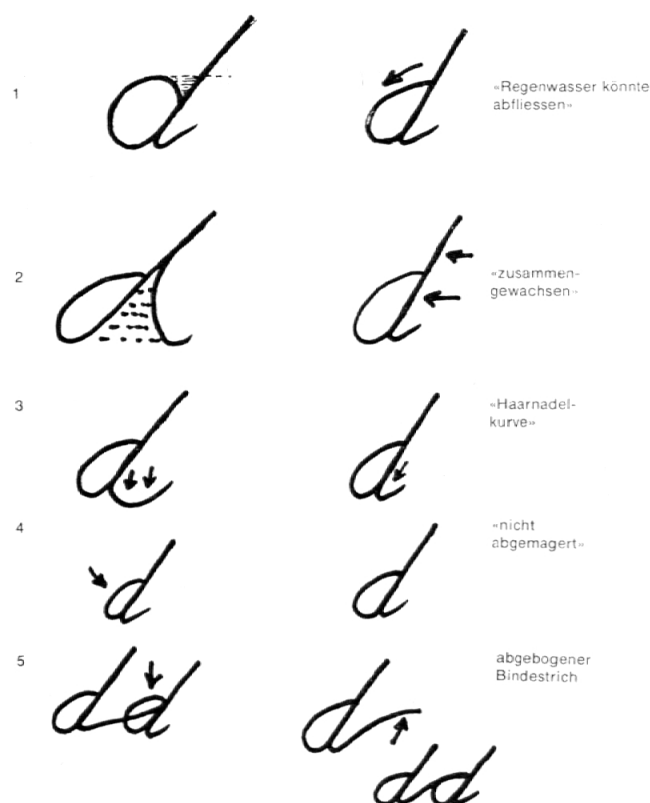 1
«Regenwasser könnte
abfliessen»
2
«zusammen-
gewachsen»
3
«Haarnadel-
kurve»
4
«nicht
abgemagert»
5
abgebogener
Bindestrich
d d
d d
d d
d d
d d d
d d